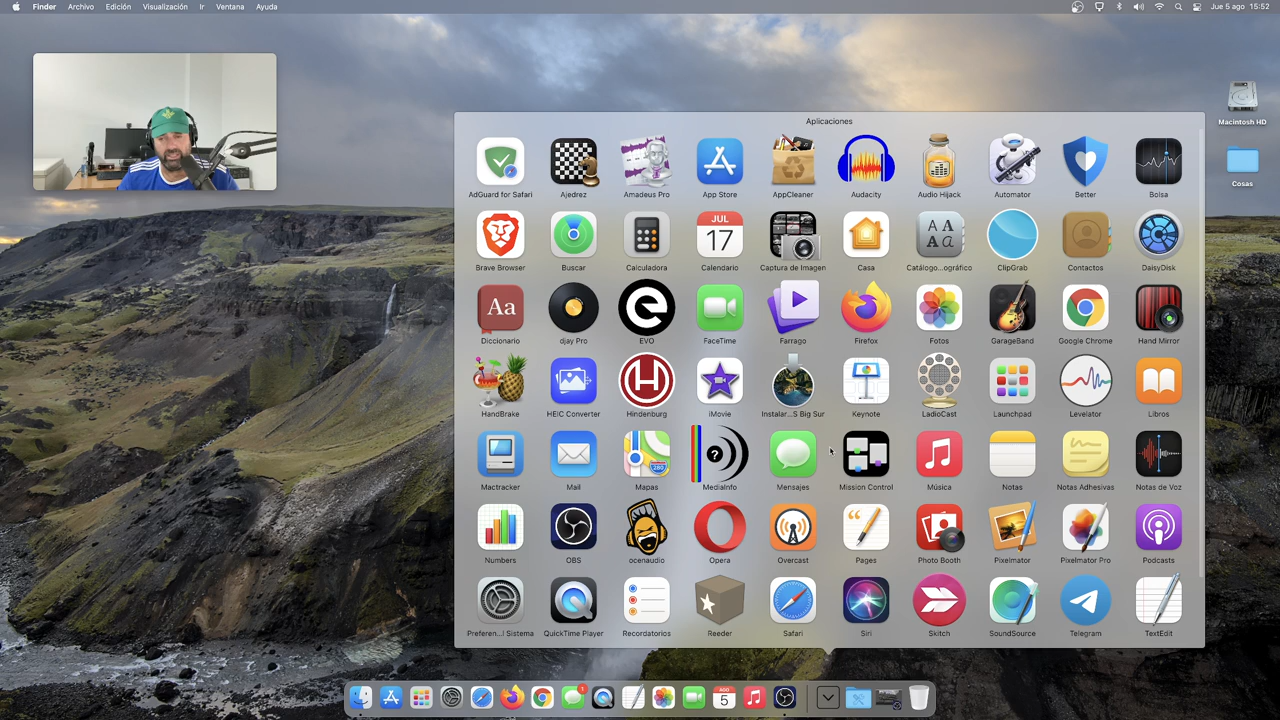 Finder Archivo Edición Visualización Ir Ventana Ayuda Jue 5 ago 15:52
Macintosh HD
Cosas
Aplicaciones
AdGuard for Safari Ajedrez Amadeus Pro App Store AppCleaner Audacity Audio Hijack Automator Better Bolsa
JUL
17
A A
A a
Brave Browser Buscar Calculadora Calendario Captura de Imagen Casa Catálogo...ográfico ClipGrab Contactos DaisyDisk
Aa
Diccionario djay Pro EVO FaceTime Farrago Firefox Fotos GarageBand Google Chrome Hand Mirror
H
HandBrake HEIC Converter Hindenburg iMovie Instalar...S Big Sur Keynote LadioCast Launchpad Levelator Libros
280
?
Mactracker Mail Mapas MediaInfo Mensajes Mission Control Música Notas Notas Adhesivas Notas de Voz
Numbers OBS ocenaudio Opera Overcast Pages Photo Booth Pixelmator Pixelmator Pro Podcasts
Preferen...l Sistema QuickTime Player Recordatorios Reeder Safari Siri Skitch SoundSource Telegram TextEdit
1
AGO
5